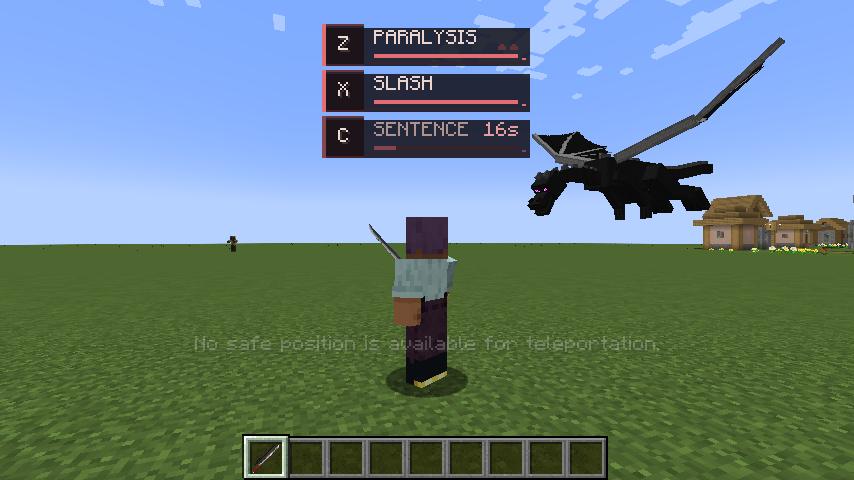 Z PARALYSIS
X SLASH
C SENTENCE 16s
No safe position is available for teleportation.